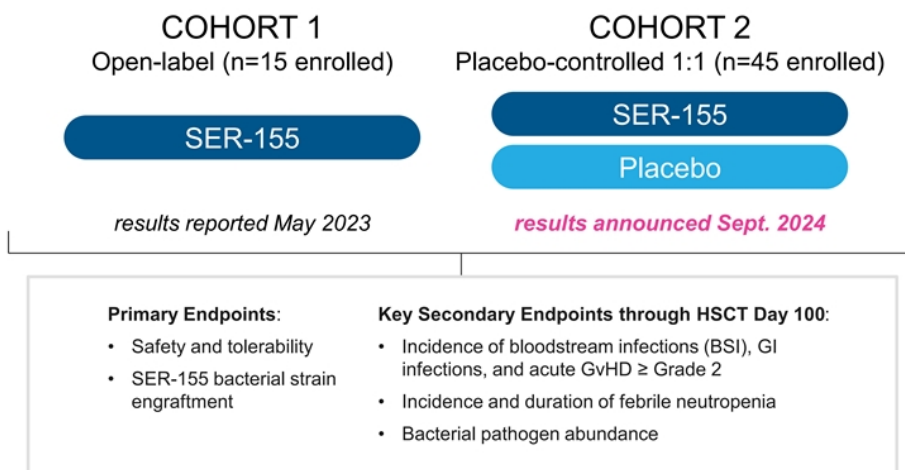 COHORT 1
Open-label (n=15 enrolled)
SER-155
results reported May 2023
COHORT 2
Placebo-controlled 1:1 (n=45 enrolled)
SER-155
Placebo
results announced Sept. 2024
Primary Endpoints:
• Safety and tolerability
• SER-155 bacterial strain
engraftment
Key Secondary Endpoints through HSCT Day 100:
• Incidence of bloodstream infections (BSI), GI
infections, and acute GvHD ≥ Grade 2
• Incidence and duration of febrile neutropenia
• Bacterial pathogen abundance